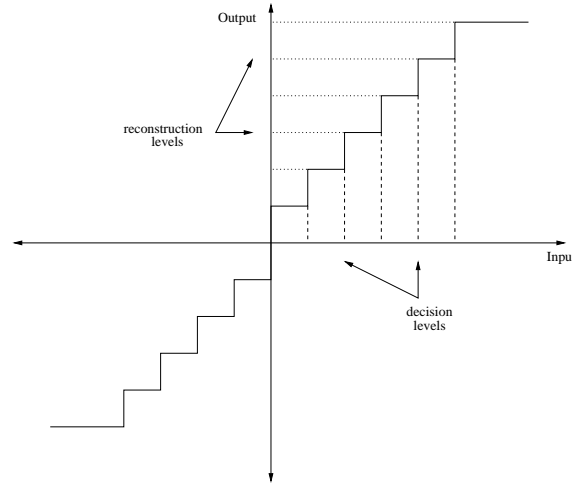 Output
reconstruction
levels
Inpu
decision
levels